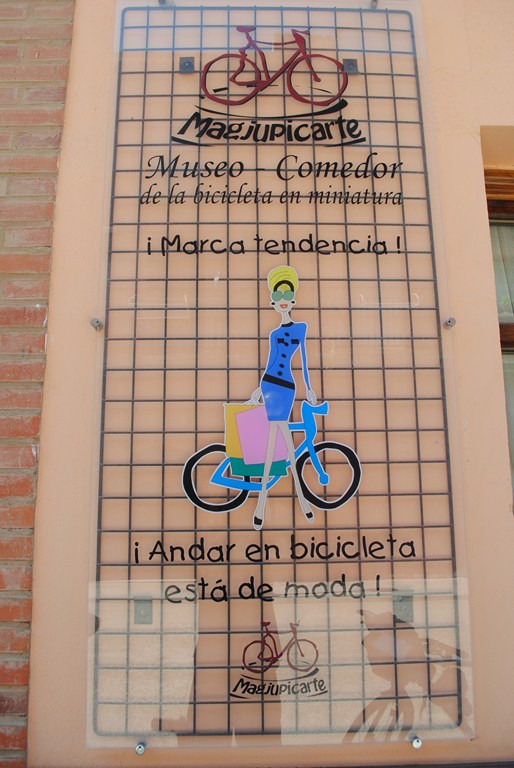 Magjupicarte
Museo - Comedor
de la bicicleta en miniatura
¡Marca tendencia!
¡Andar en bicicleta
está de moda!
Magjupicarte